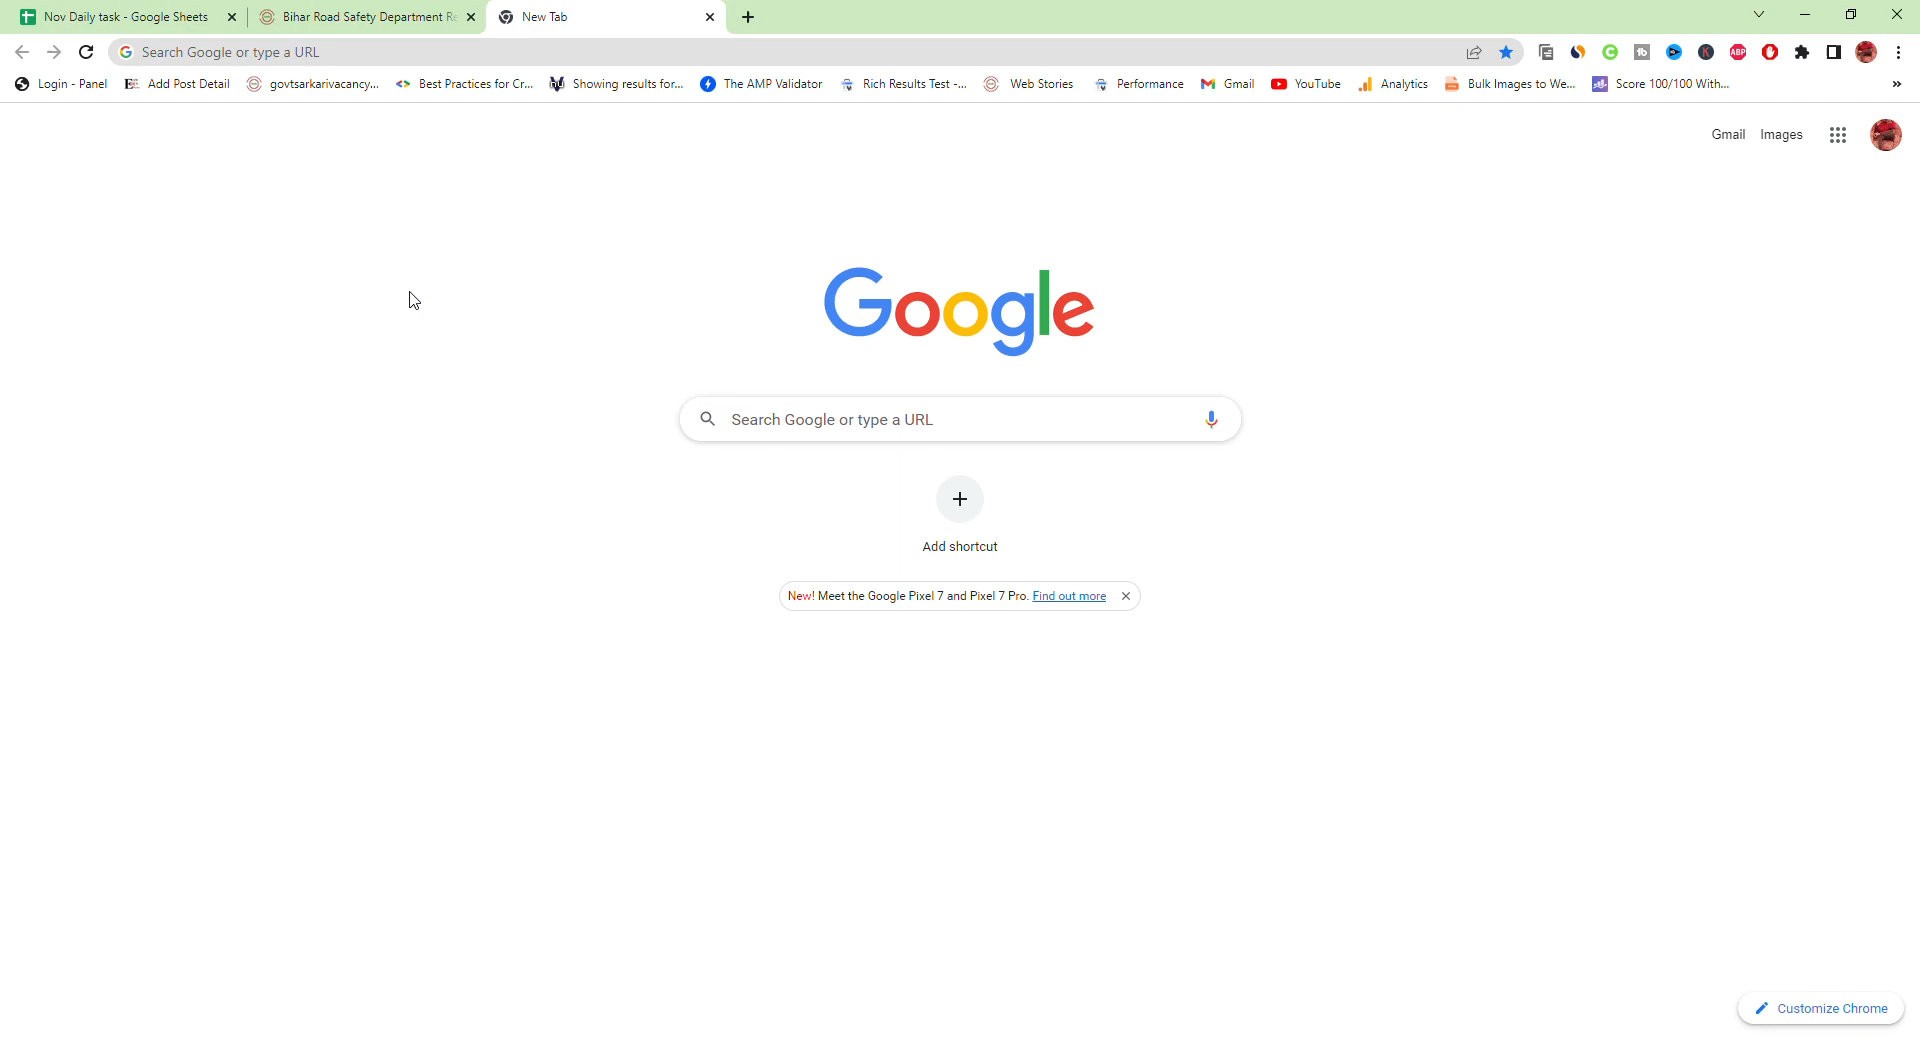 Nov Daily task - Google Sheets
Bihar Road Safety Department Re
New Tab
Search Google or type a URL
Login - Panel
Add Post Detail
govtsarkarivacancy...
Best Practices for Cr...
Showing results for...
The AMP Validator
Rich Results Test -...
Web Stories
Performance
Gmail
YouTube
Analytics
Bulk Images to We...
Score 100/100 With...
»
Gmail Images
Google
Search Google or type a URL
Add shortcut
New! Meet the Google Pixel 7 and Pixel 7 Pro. Find out more
Customize Chrome